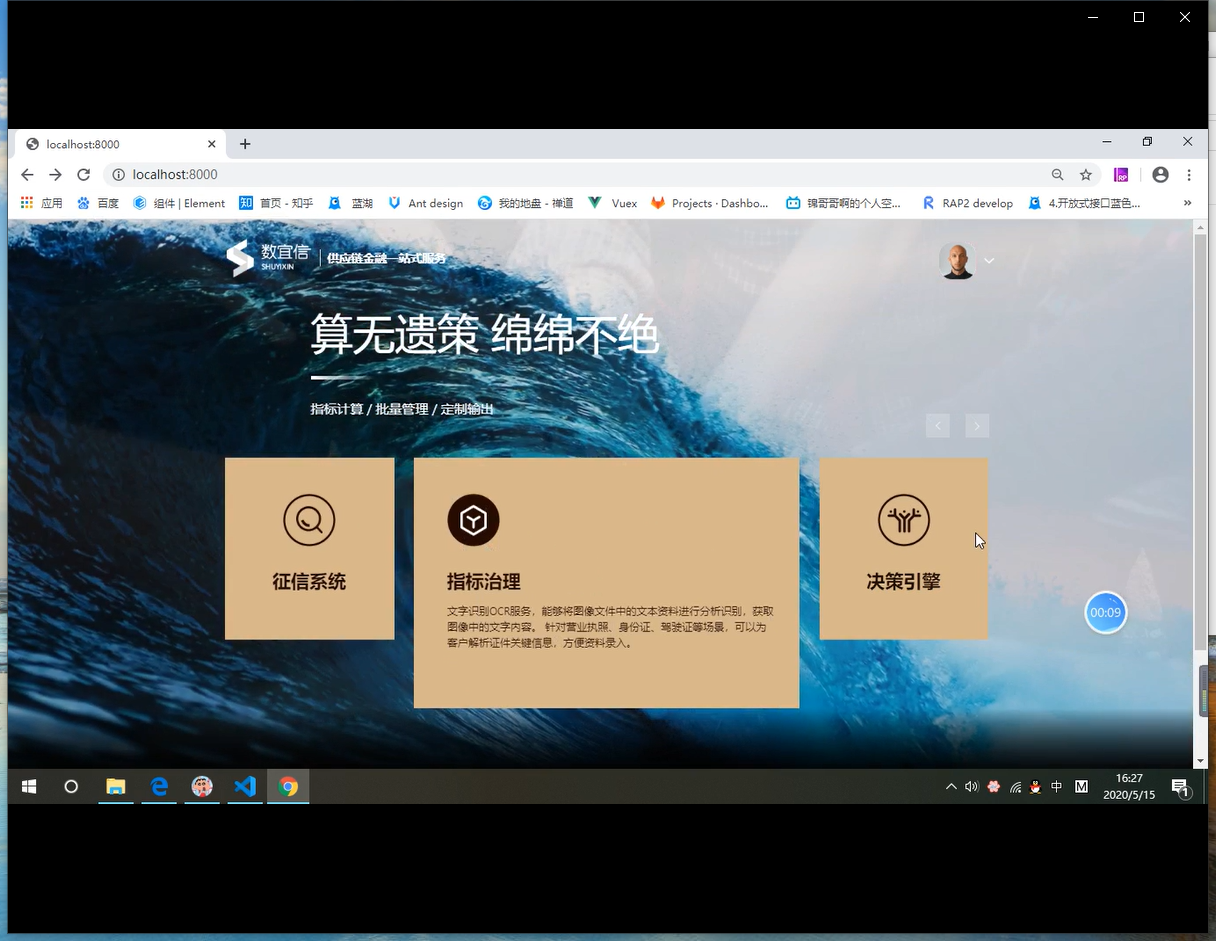 localhost:8000
localhost:8000
应用
百度
组件 | Element
首页 - 知乎
蓝湖
Ant design
我的地盘 - 禅道
Vuex
Projects · Dashbo...
锦哥哥啊的个人空...
RAP2 develop
4.开放式接口蓝色...
»
数宜信
SHUYIXIN
供应链金融一站式服务
算无遗策 绵绵不绝
指标计算 / 批量管理 / 定制输出
征信系统
指标治理
文字识别OCR服务，能够将图像文件中的文本资料进行分析识别，获取
图像中的文字内容。 针对营业执照、身份证、驾驶证等场景，可以为
客户解析证件关键信息，方便资料录入。
决策引擎
00:09
中
M
16:27
2020/5/15
1